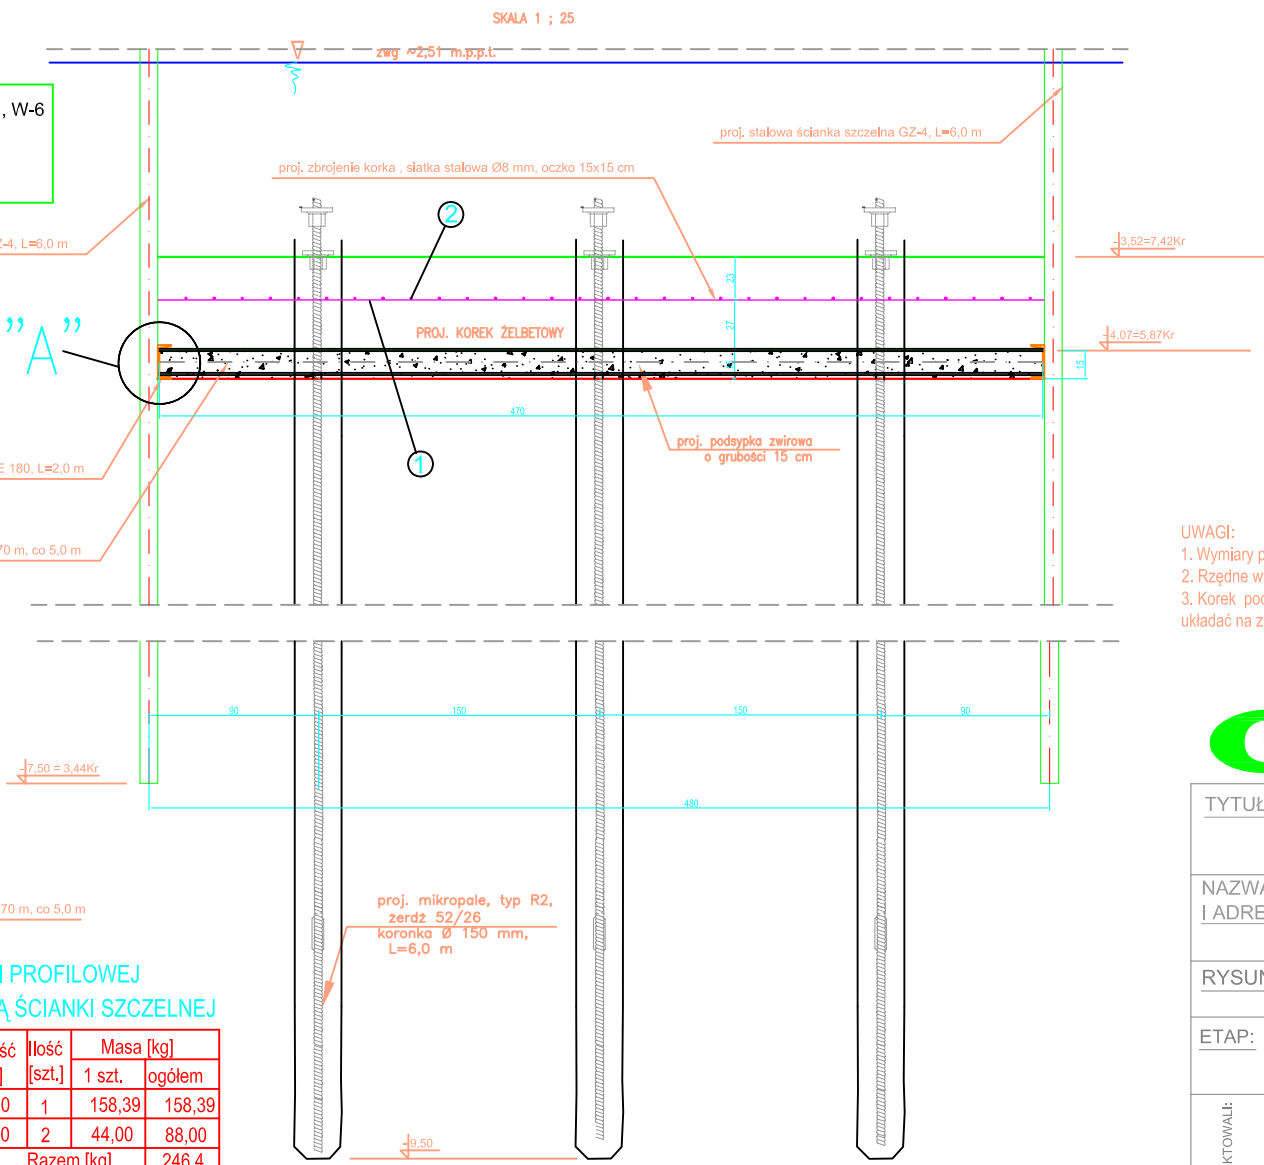 SKALA 1 ; 25
zwg ~2,51 m.p.p.t.
, W-6
proj. stalowa ścianka szczelna GZ-4, L=6,0 m
proj. zbrojenie korka , siatka stalowa Ø8 mm, oczko 15x15 cm
2
Z-4, L=6,0 m
-3,52=7,42Kr
23
"A"
27
PROJ. KOREK ŻELBETOWY
-4,07=5,87Kr
15
470
proj. podsypka zwirowa
o grubości 15 cm
1
E 180, L=2,0 m
70 m, co 5,0 m
UWAGI:
1. Wymiary p
2. Rzędne w
3. Korek pod
układać na z
90
150
150
90
-7,50 = 3,44Kr
480
TYTUŁ
NAZWA
I ADRE
RYSUN
ETAP:
KTOWALI:
proj. mikropale, typ R2,
żerdź 52/26
koronka Ø 150 mm,
L=6,0 m
70 m, co 5,0 m
I PROFILOWEJ
Ą ŚCIANKI SZCZELNEJ
ść Ilość Masa [kg]
] [szt.] 1 szt. ogółem
0 1 158,39 158,39
0 2 44,00 88,00
Razem [kg] 246,4
-9,50